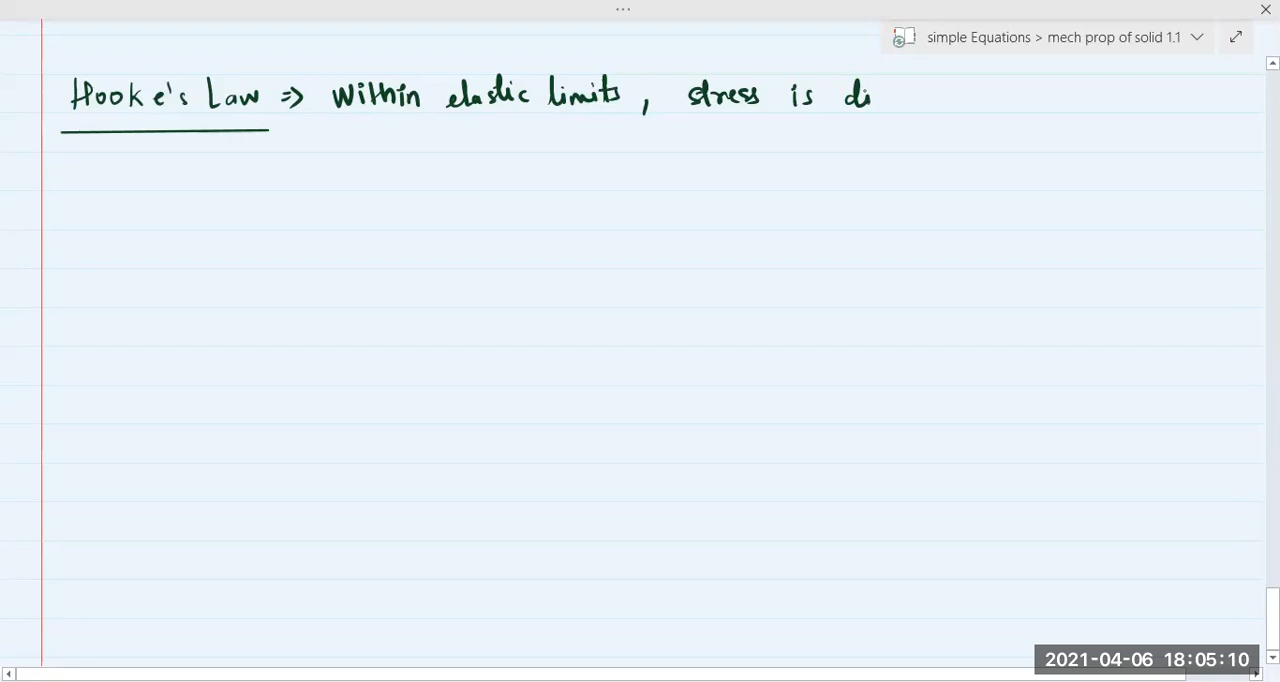 ...
simple Equations > mech prop of solid 1.1
Hooke's Law ⇒ within elastic limits, stress is di
2021-04-06 18:05:10